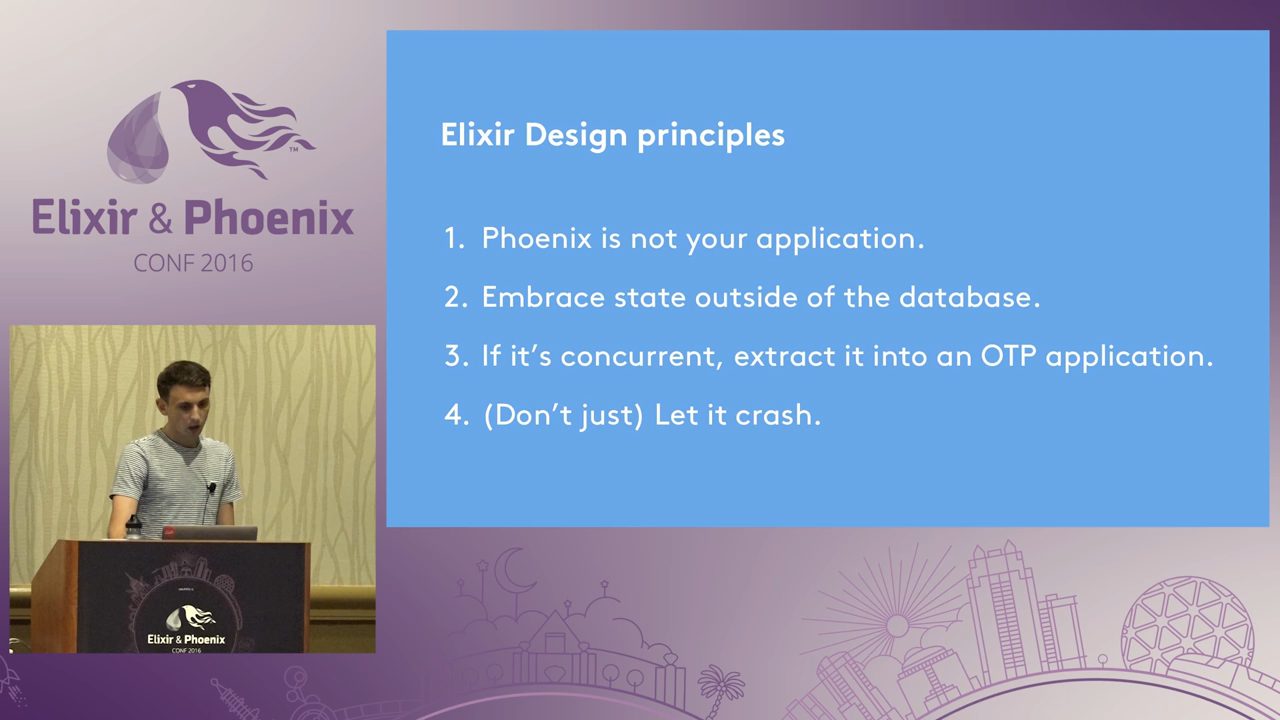 Elixir & Phoenix
CONF 2016
TM
Elixir Design principles
1. Phoenix is not your application.
2. Embrace state outside of the database.
3. If it's concurrent, extract it into an OTP application.
4. (Don't just) Let it crash.
Elixir & Phoenix
CONF 2016